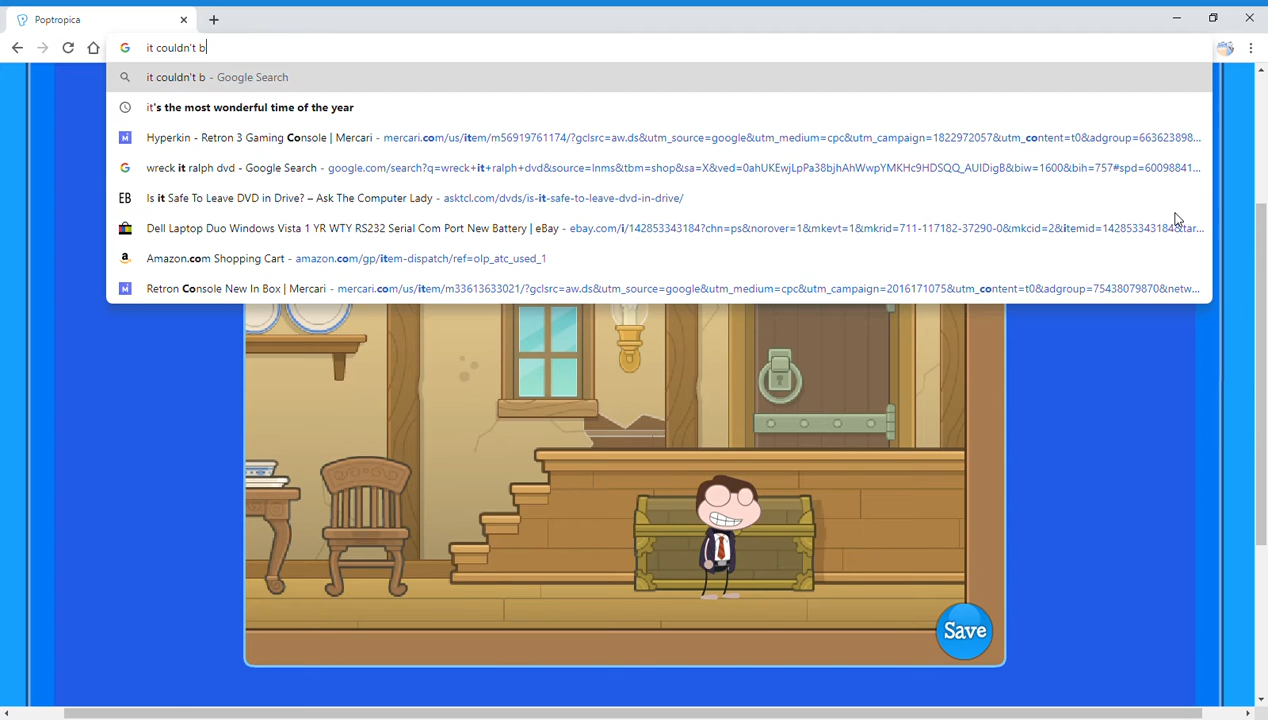 Poptropica
it couldn't b
it couldn't b - Google Search
it's the most wonderful time of the year
Hyperkin - Retron 3 Gaming Console | Mercari - mercari.com/us/item/m56919761174/?gclsrc=aw.ds&utm_source=google&utm_medium=cpc&utm_campaign=1822972057&utm_content=t0&adgroup=663623898...
wreck it ralph dvd - Google Search - google.com/search?q=wreck+it+ralph+dvd&source=lnms&tbm=shop&sa=X&ved=0ahUKEwjLpPa38bjhAhWwpYMKHc9HDSQQ_AUIDigB&biw=1600&bih=757#spd=60098841...
EB Is it Safe To Leave DVD in Drive? – Ask The Computer Lady - asktcl.com/dvds/is-it-safe-to-leave-dvd-in-drive/
Dell Laptop Duo Windows Vista 1 YR WTY RS232 Serial Com Port New Battery | eBay - ebay.com/i/142853343184?chn=ps&norover=1&mkevt=1&mkrid=711-117182-37290-0&mkcid=2&itemid=142853343184&tar...
Amazon.com Shopping Cart - amazon.com/gp/item-dispatch/ref=olp_atc_used_1
Retron Console New In Box | Mercari - mercari.com/us/item/m33613633021/?gclsrc=aw.ds&utm_source=google&utm_medium=cpc&utm_campaign=2016171075&utm_content=t0&adgroup=75438079870&netw...
Save